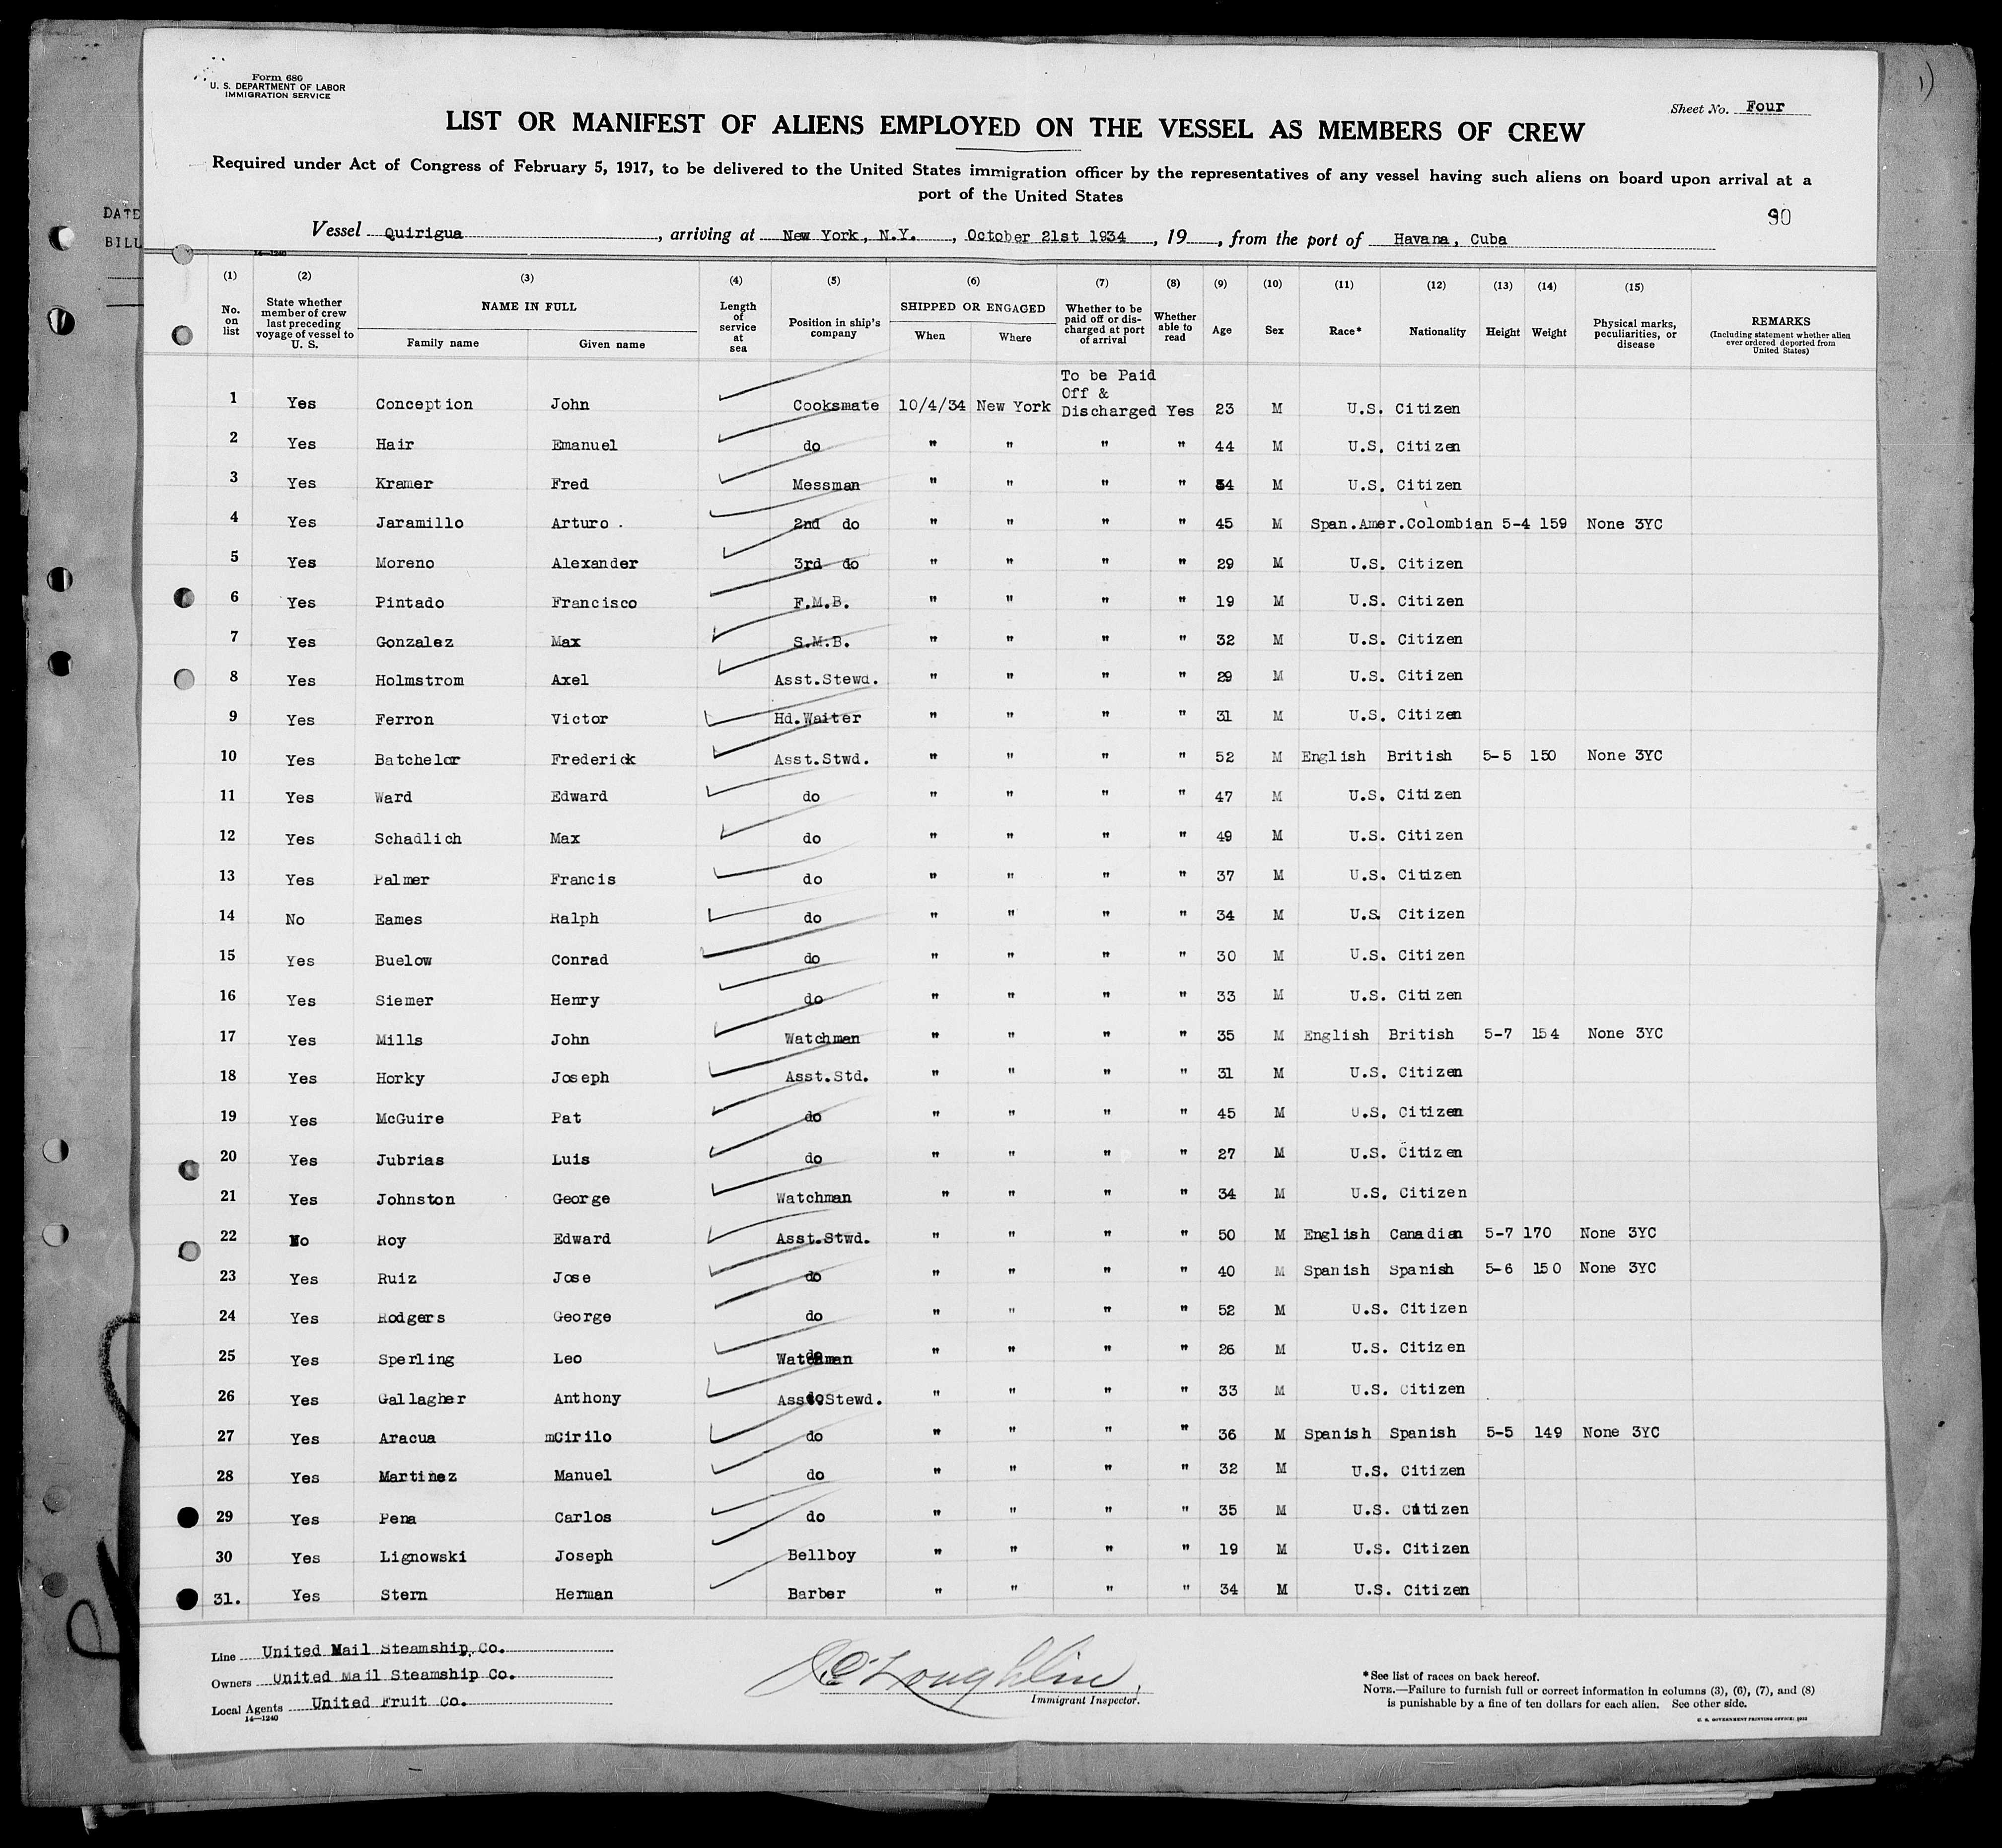 Form 680
U. S. DEPARTMENT OF LABOR
IMMIGRATION SERVICE
Sheet No. Four
LIST OR MANIFEST OF ALIENS EMPLOYED ON THE VESSEL AS MEMBERS OF CREW
Required under Act of Congress of February 5, 1917, to be delivered to the United States immigration officer by the representatives of any vessel having such aliens on board upon arrival at a
port of the United States
90
DATE
BILL
Vessel Quirigua, arriving at New York, N.Y., October 21st 1934, 19, from the port of Havana, Cuba
14—1240
(1) (2) (3) (4) (5) (6) (7) (8) (9) (10) (11) (12) (13) (14) (15)
No. on list State whether member of crew last preceding voyage of vessel to U. S. NAME IN FULL Family name Given name Length of service at sea Position in ship's company SHIPPED OR ENGAGED When Where Whether to be paid off or discharged at port of arrival Whether able to read Age Sex Race* Nationality Height Weight Physical marks, peculiarities, or disease REMARKS (Including statement whether alien ever ordered deported from United States)
1 Yes Conception John Cooksmate 10/4/34 New York To be Paid Off & Discharged Yes 23 M U.S. Citizen
2 Yes Hair Emanuel do " " " " 44 M U.S. Citizen
3 Yes Kramer Fred Messman " " " " 54 M U.S. Citizen
4 Yes Jaramillo Arturo . 2nd do " " " " 45 M Span.Amer.Colombian 5-4 159 None 3YC
5 Yes Moreno Alexander 3rd do " " " " 29 M U.S. Citizen
6 Yes Pintado Francisco F.M.B. " " " " 19 M U.S. Citizen
7 Yes Gonzalez Max S.M.B. " " " " 32 M U.S. Citizen
8 Yes Holmstrom Axel Asst.Stewd. " " " " 29 M U.S. Citizen
9 Yes Ferron Victor Hd.Waiter " " " " 31 M U.S. Citizen
10 Yes Batchelor Frederick Asst.Stwd. " " " " 52 M English British 5-5 150 None 3YC
11 Yes Ward Edward do " " " " 47 M U.S. Citizen
12 Yes Schadlich Max do " " " " 49 M U.S. Citizen
13 Yes Palmer Francis do " " " " 37 M U.S. Citizen
14 No Eames Ralph do " " " " 34 M U.S. Citizen
15 Yes Buelow Conrad do " " " " 30 M U.S. Citizen
16 Yes Siemer Henry do " " " " 33 M U.S. Citizen
17 Yes Mills John Watchman " " " " 35 M English British 5-7 154 None 3YC
18 Yes Horky Joseph Asst.Std. " " " " 31 M U.S. Citizen
19 Yes McGuire Pat do " " " " 45 M U.S. Citizen
20 Yes Jubrias Luis do " " " " 27 M U.S. Citizen
21 Yes Johnston George Watchman " " " " 34 M U.S. Citizen
22 No Roy Edward Asst.Stwd. " " " " 50 M English Canadian 5-7 170 None 3YC
23 Yes Ruiz Jose do " " " " 40 M Spanish Spanish 5-6 150 None 3YC
24 Yes Rodgers George do " " " " 52 M U.S. Citizen
25 Yes Sperling Leo Watchman " " " " 26 M U.S. Citizen
26 Yes Gallagher Anthony Asst.Stewd. " " " " 33 M U.S. Citizen
27 Yes Aracua mCirilo do " " " " 36 M Spanish Spanish 5-5 149 None 3YC
28 Yes Martinez Manuel do " " " " 32 M U.S. Citizen
29 Yes Pena Carlos do " " " " 35 M U.S. Citizen
30 Yes Lignowski Joseph Bellboy " " " " 19 M U.S. Citizen
31. Yes Stern Herman Barber " " " " 34 M U.S. Citizen
Line United Mail Steamship Co.
Owners United Mail Steamship Co.
Local Agents United Fruit Co.
14—1240
Immigrant Inspector.
*See list of races on back hereof.
NOTE.—Failure to furnish full or correct information in columns (3), (6), (7), and (8)
is punishable by a fine of ten dollars for each alien. See other side.